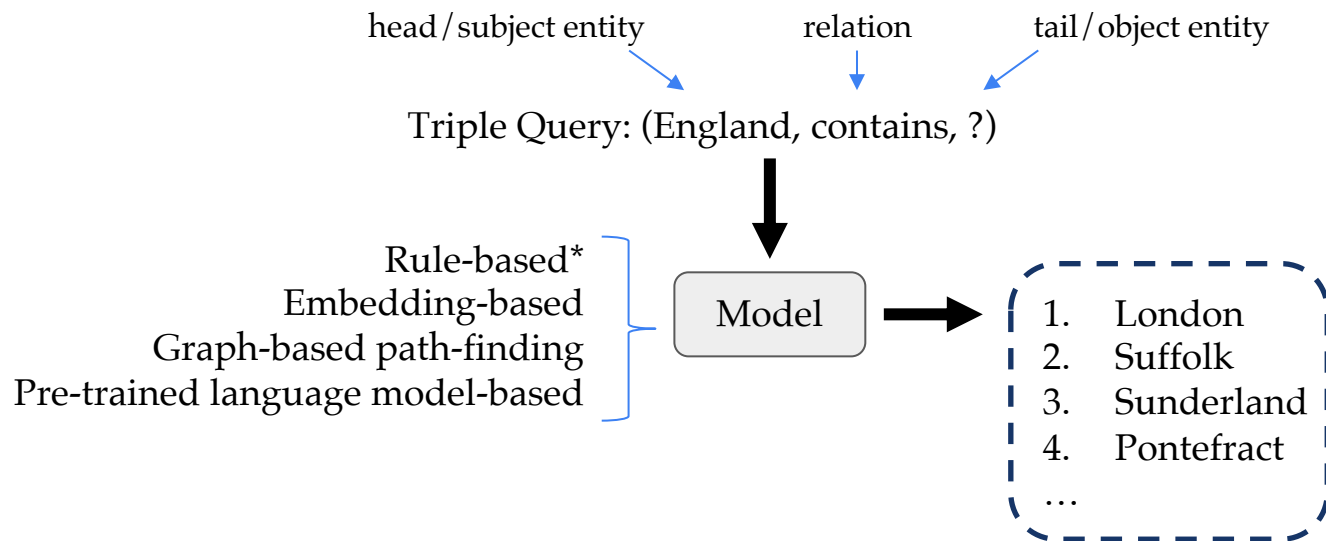 head/subject entity relation tail/object entity
Triple Query: (England, contains, ?)
Rule-based*
Embedding-based
Graph-based path-finding
Pre-trained language model-based
Model
1. London
2. Suffolk
3. Sunderland
4. Pontefract
…